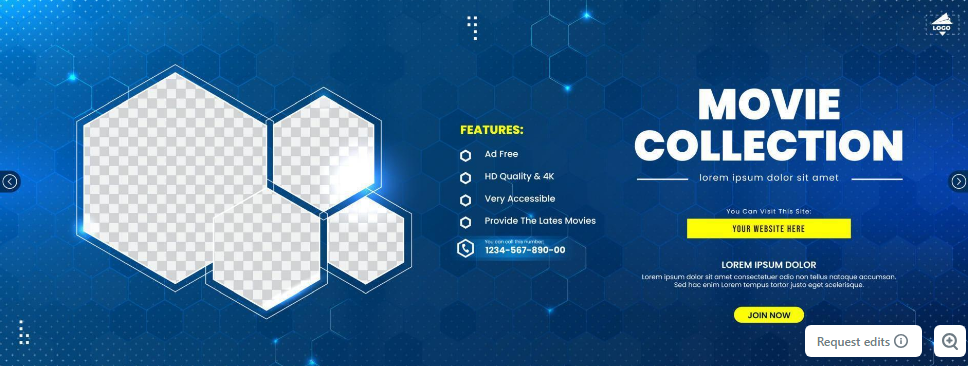 LOGO
MOVIE
COLLECTION
lorem ipsum dolor sit amet
FEATURES:
Ad Free
HD Quality & 4K
Very Accessible
Provide The Lates Movies
You can call this number:
1234-567-890-00
You Can Visit This Site:
YOUR WEBSITE HERE
LOREM IPSUM DOLOR
Lorem ipsum dolor sit amet consectetuer odio non tellus natoque accumsan.
Sed hac enim Lorem tempus tortor justo eget scelerisque.
JOIN NOW
Request edits